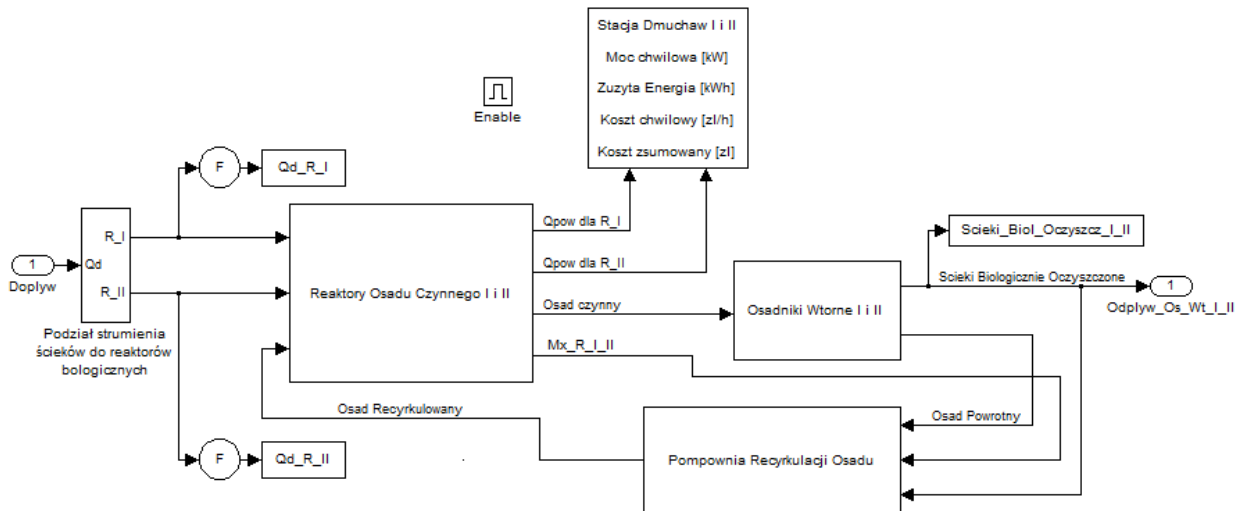 Stacja Dmuchaw I i II
Moc chwilowa [kW]
Zuzyta Energia [kWh]
Koszt chwilowy [zl/h]
Koszt zsumowany [zl]
Enable
F
Qd_R_I
R_I
Qd
R_II
1
Doplyw
Podział strumienia
ścieków do reaktorów
bologicznych
Reaktory Osadu Czynnego I i II
Qpow dla R_I
Qpow dla R_II
Osad czynny
Mx_R_I_II
Osadniki Wtorne I i II
Scieki_Biol_Oczyszcz_I_II
Scieki Biologicznie Oczyszczone
1
Odplyw_Os_Wt_I_II
Osad Recyrkulowany
Osad Powrotny
F
Qd_R_II
Pompownia Recyrkulacji Osadu